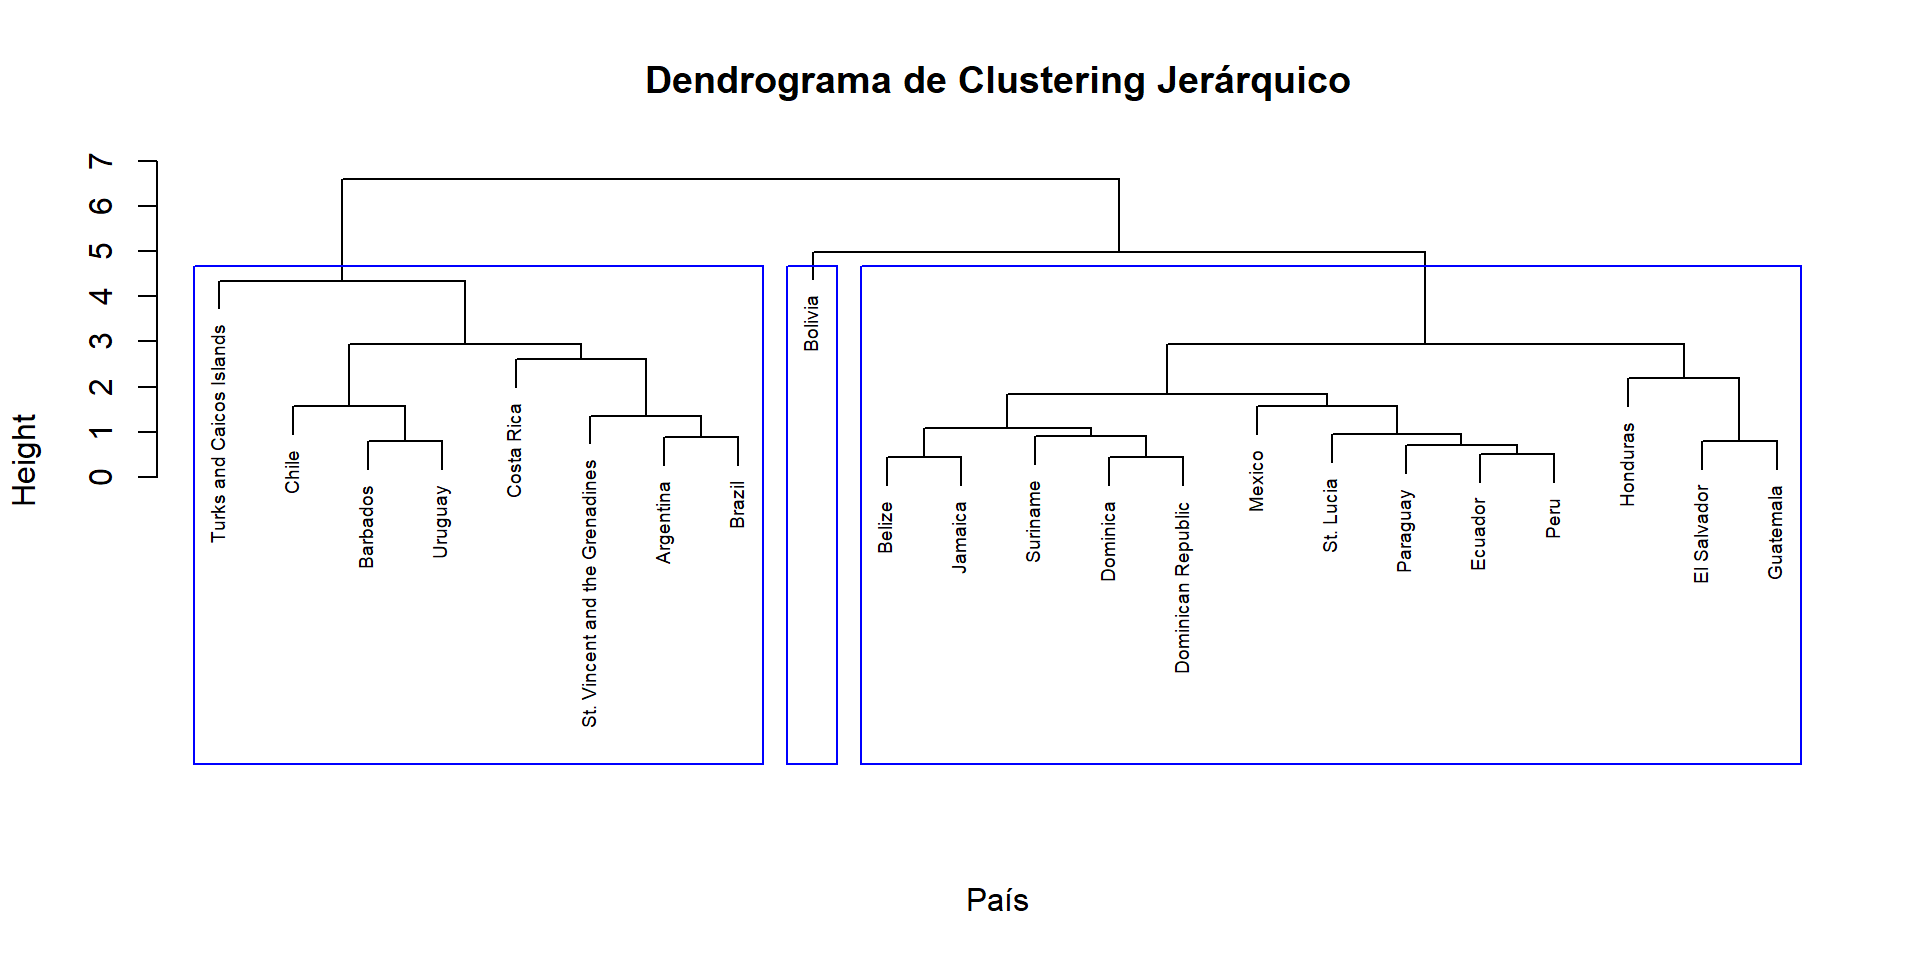 Dendrograma de Clustering Jerárquico
Height
7
6
5
4
3
2
1
0
Turks and Caicos Islands
Chile
Barbados
Uruguay
Costa Rica
St. Vincent and the Grenadines
Argentina
Brazil
Bolivia
Belize
Jamaica
Suriname
Dominica
Dominican Republic
Mexico
St. Lucia
Paraguay
Ecuador
Peru
Honduras
El Salvador
Guatemala
País